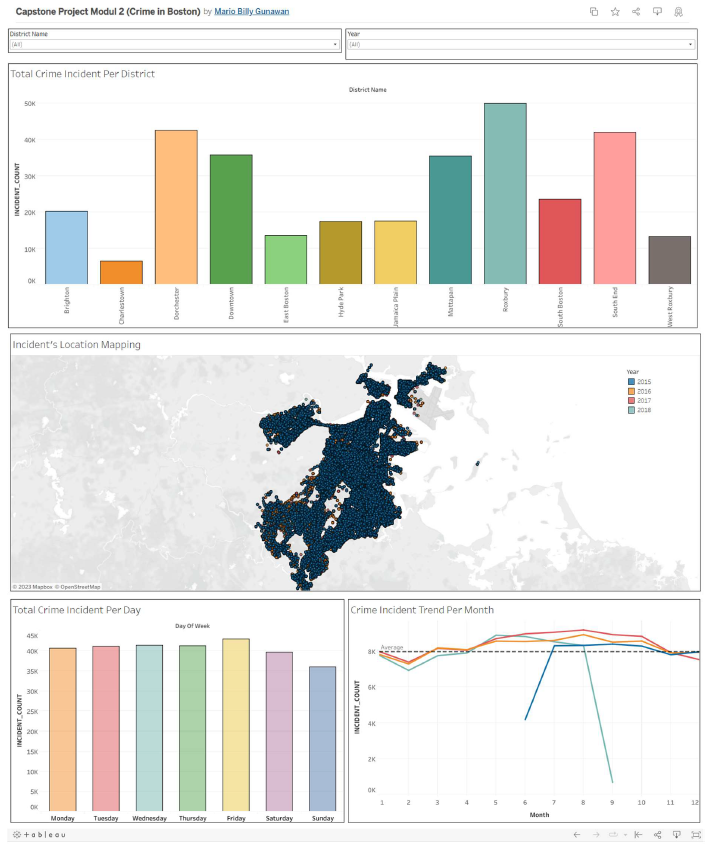 Capstone Project Modul 2 (Crime in Boston) by Mario Billy Gunawan
District Name
(All)
Year
(All)
Total Crime Incident Per District
District Name
INCIDENT_COUNT
50K
40K
30K
20K
10K
0K
Brighton
Charlestown
Dorchester
Downtown
East Boston
Hyde Park
Jamaica Plain
Mattapan
Roxbury
South Boston
South End
West Roxbury
Incident's Location Mapping
Year
2015
2016
2017
2018
© 2023 Mapbox © OpenStreetMap
Total Crime Incident Per Day
Day Of Week
INCIDENT_COUNT
45K
40K
35K
30K
25K
20K
15K
10K
5K
0K
Monday Tuesday Wednesday Thursday Friday Saturday Sunday
Crime Incident Trend Per Month
INCIDENT_COUNT
Average
8K
6K
4K
2K
0K
1 2 3 4 5 6 7 8 9 10 11 12
Month
+ a b l e a u